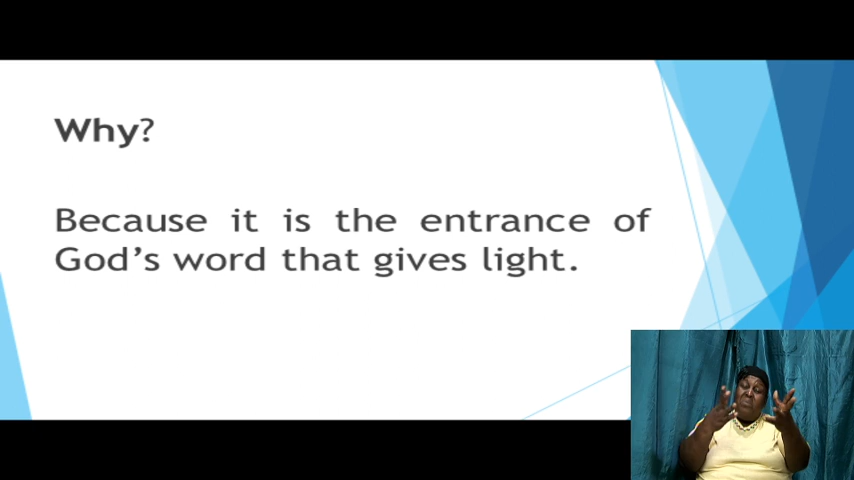 Why?
Because it is the entrance of
God's word that gives light.